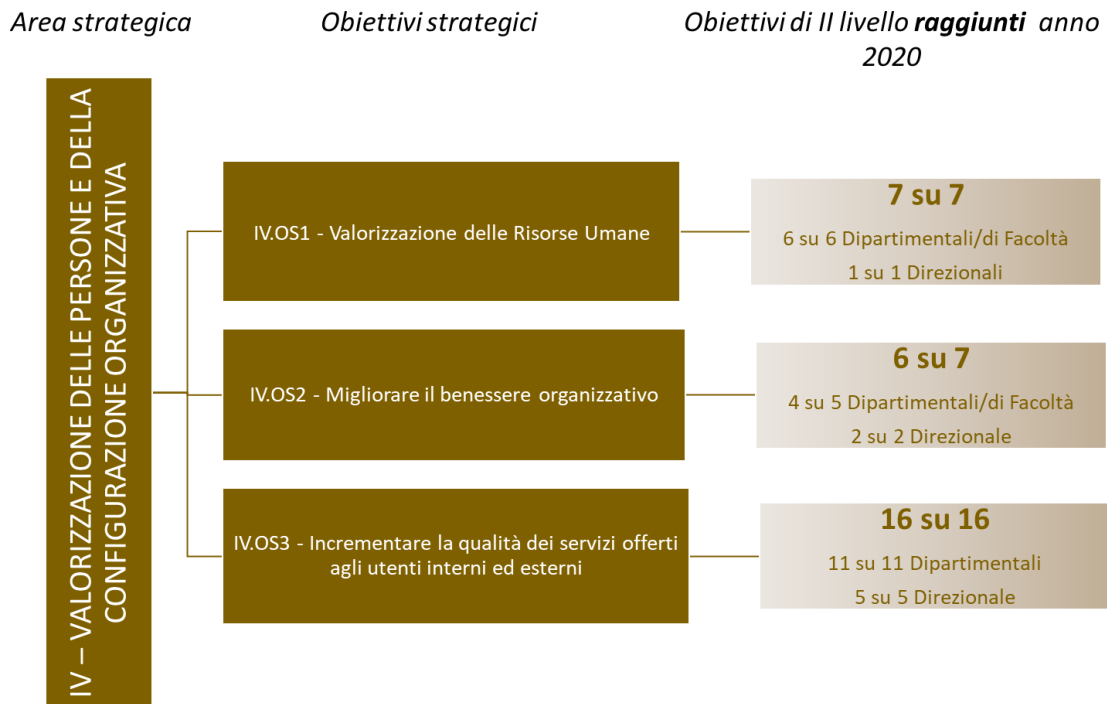 Area strategica
Obiettivi strategici
Obiettivi di II livello raggiunti anno
2020
IV – VALORIZZAZIONE DELLE PERSONE E DELLA
CONFIGURAZIONE ORGANIZZATIVA
IV.OS1 - Valorizzazione delle Risorse Umane
7 su 7
6 su 6 Dipartimentali/di Facoltà
1 su 1 Direzionali
IV.OS2 - Migliorare il benessere organizzativo
6 su 7
4 su 5 Dipartimentali/di Facoltà
2 su 2 Direzionale
IV.OS3 - Incrementare la qualità dei servizi offerti
agli utenti interni ed esterni
16 su 16
11 su 11 Dipartimentali
5 su 5 Direzionale